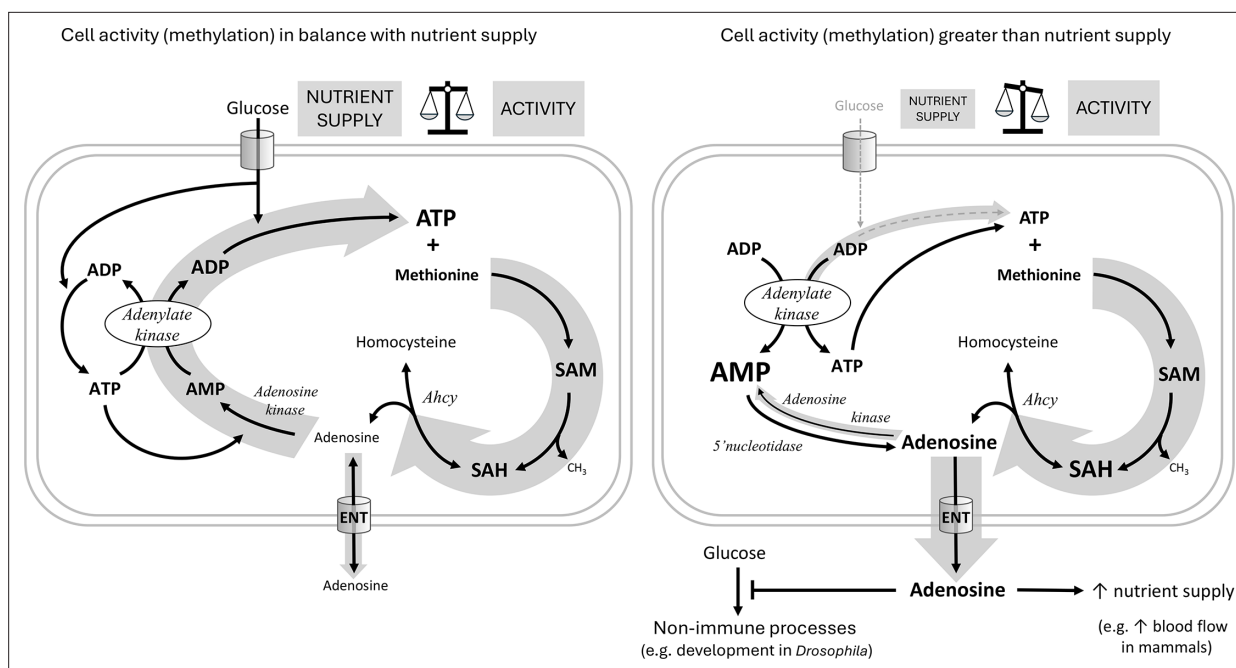 Cell activity (methylation) in balance with nutrient supply
Glucose
NUTRIENT
SUPPLY
ACTIVITY
ATP
+
Methionine
ADP
ADP
Adenylate
kinase
ATP
AMP
Adenosine
kinase
Homocysteine
Ahcy
SAM
Adenosine
SAH
CH3
ENT
Adenosine
Cell activity (methylation) greater than nutrient supply
Glucose
NUTRIENT
SUPPLY
ACTIVITY
ATP
+
Methionine
ADP
ADP
Adenylate
kinase
AMP
ATP
Adenosine
kinase
5’nucleotidase
Homocysteine
Ahcy
SAM
Adenosine
SAH
CH3
ENT
Glucose
Adenosine
↑ nutrient supply
Non-immune processes
(e.g. development in Drosophila)
(e.g. ↑ blood flow
in mammals)